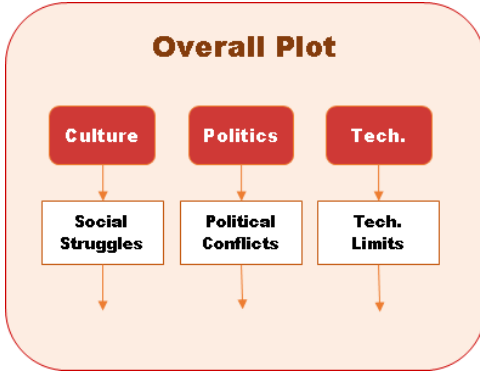 Overall Plot
Culture
Politics
Tech.
Social
Struggles
Political
Conflicts
Tech.
Limits